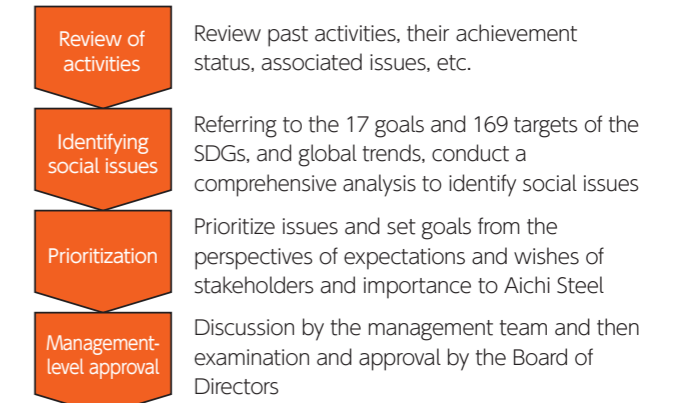 Review of
activities
Review past activities, their achievement
status, associated issues, etc.
Identifying
social issues
Referring to the 17 goals and 169 targets of the
SDGs, and global trends, conduct a
comprehensive analysis to identify social issues
Prioritization
Prioritize issues and set goals from the
perspectives of expectations and wishes of
stakeholders and importance to Aichi Steel
Management-
level approval
Discussion by the management team and then
examination and approval by the Board of
Directors